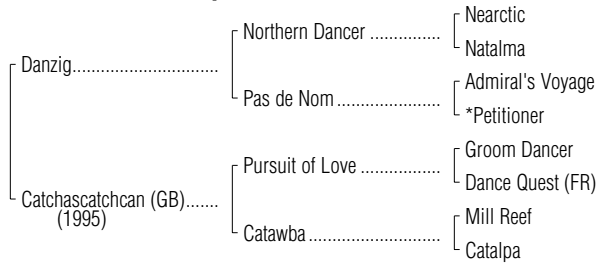 Nearctic
Northern Dancer ...............
Natalma
Danzig.............................
Admiral's Voyage
Pas de Nom .....................
*Petitioner
Groom Dancer
Pursuit of Love ................
Dance Quest (FR)
Catchascatchcan (GB).......
(1995)
Mill Reef
Catawba..........................
Catalpa